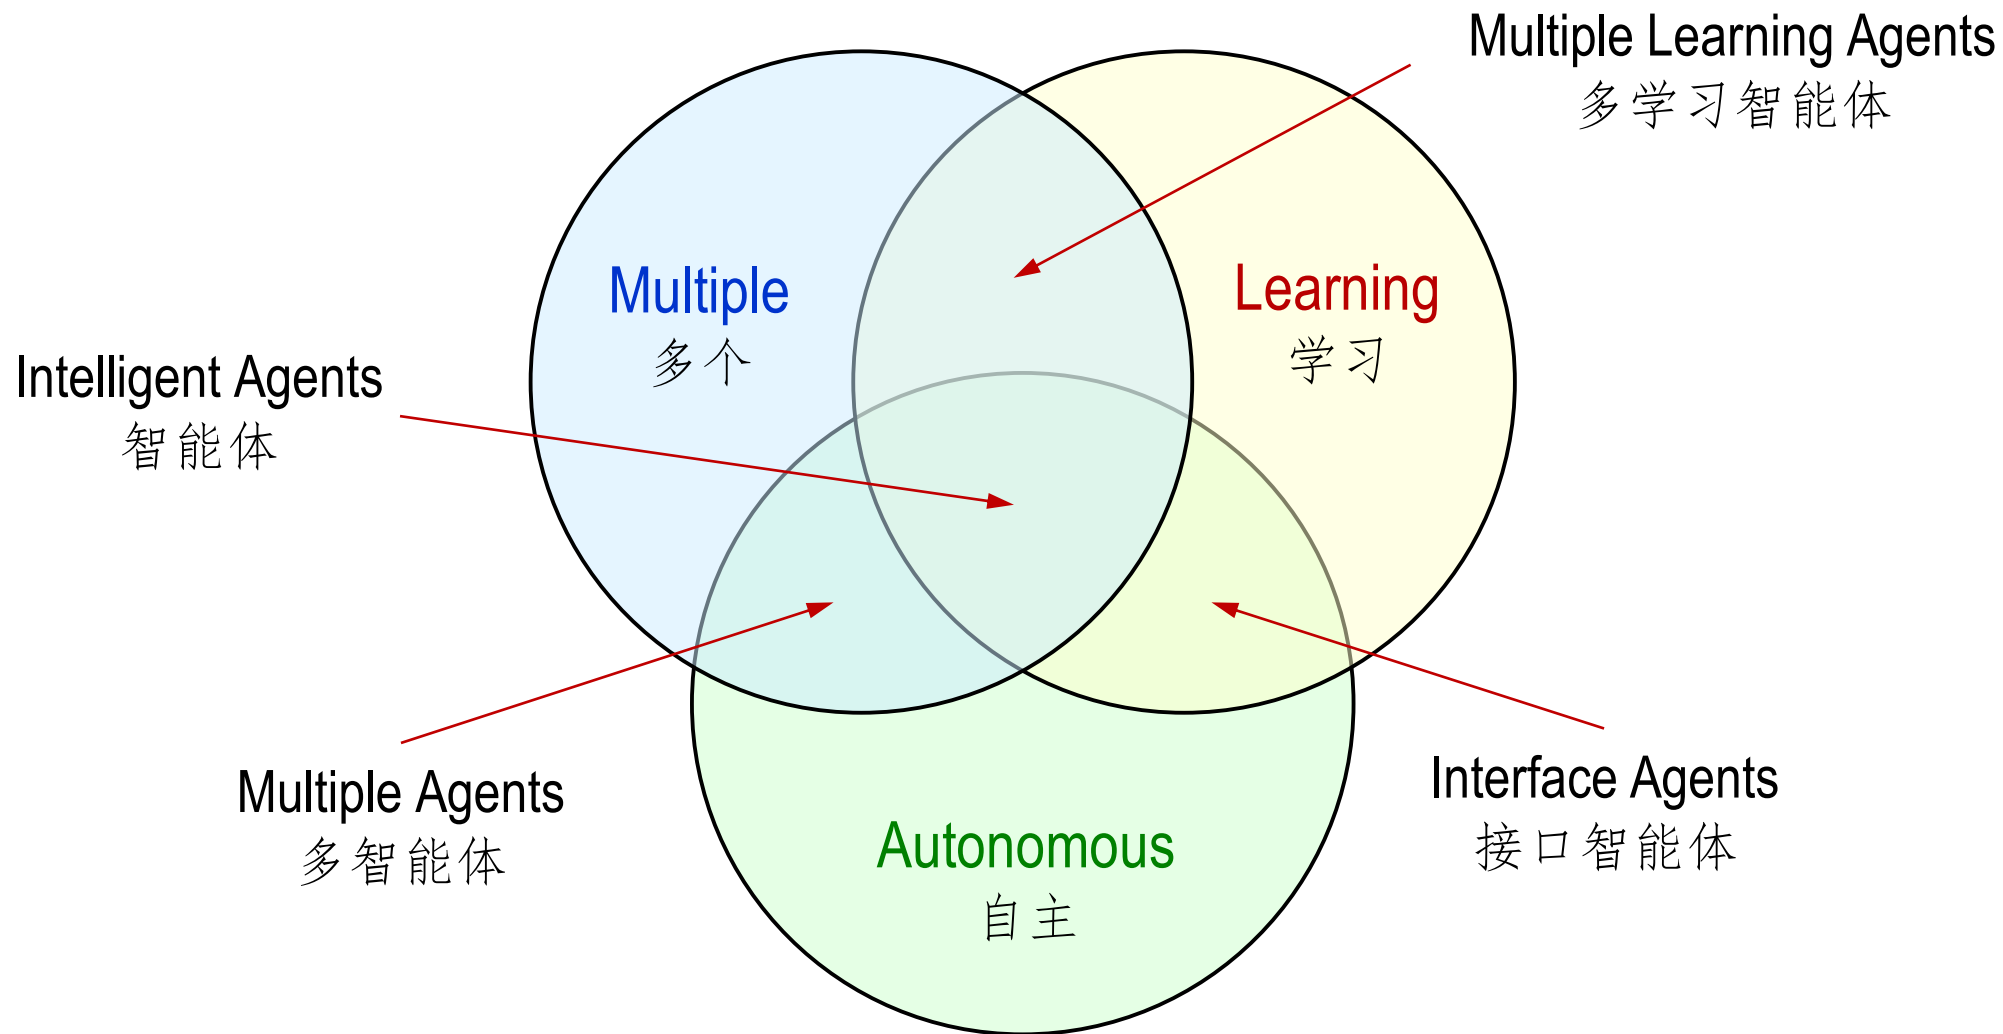 Multiple Learning Agents
多学习智能体
Multiple
多个
Learning
学习
Intelligent Agents
智能体
Multiple Agents
多智能体
Interface Agents
接口智能体
Autonomous
自主